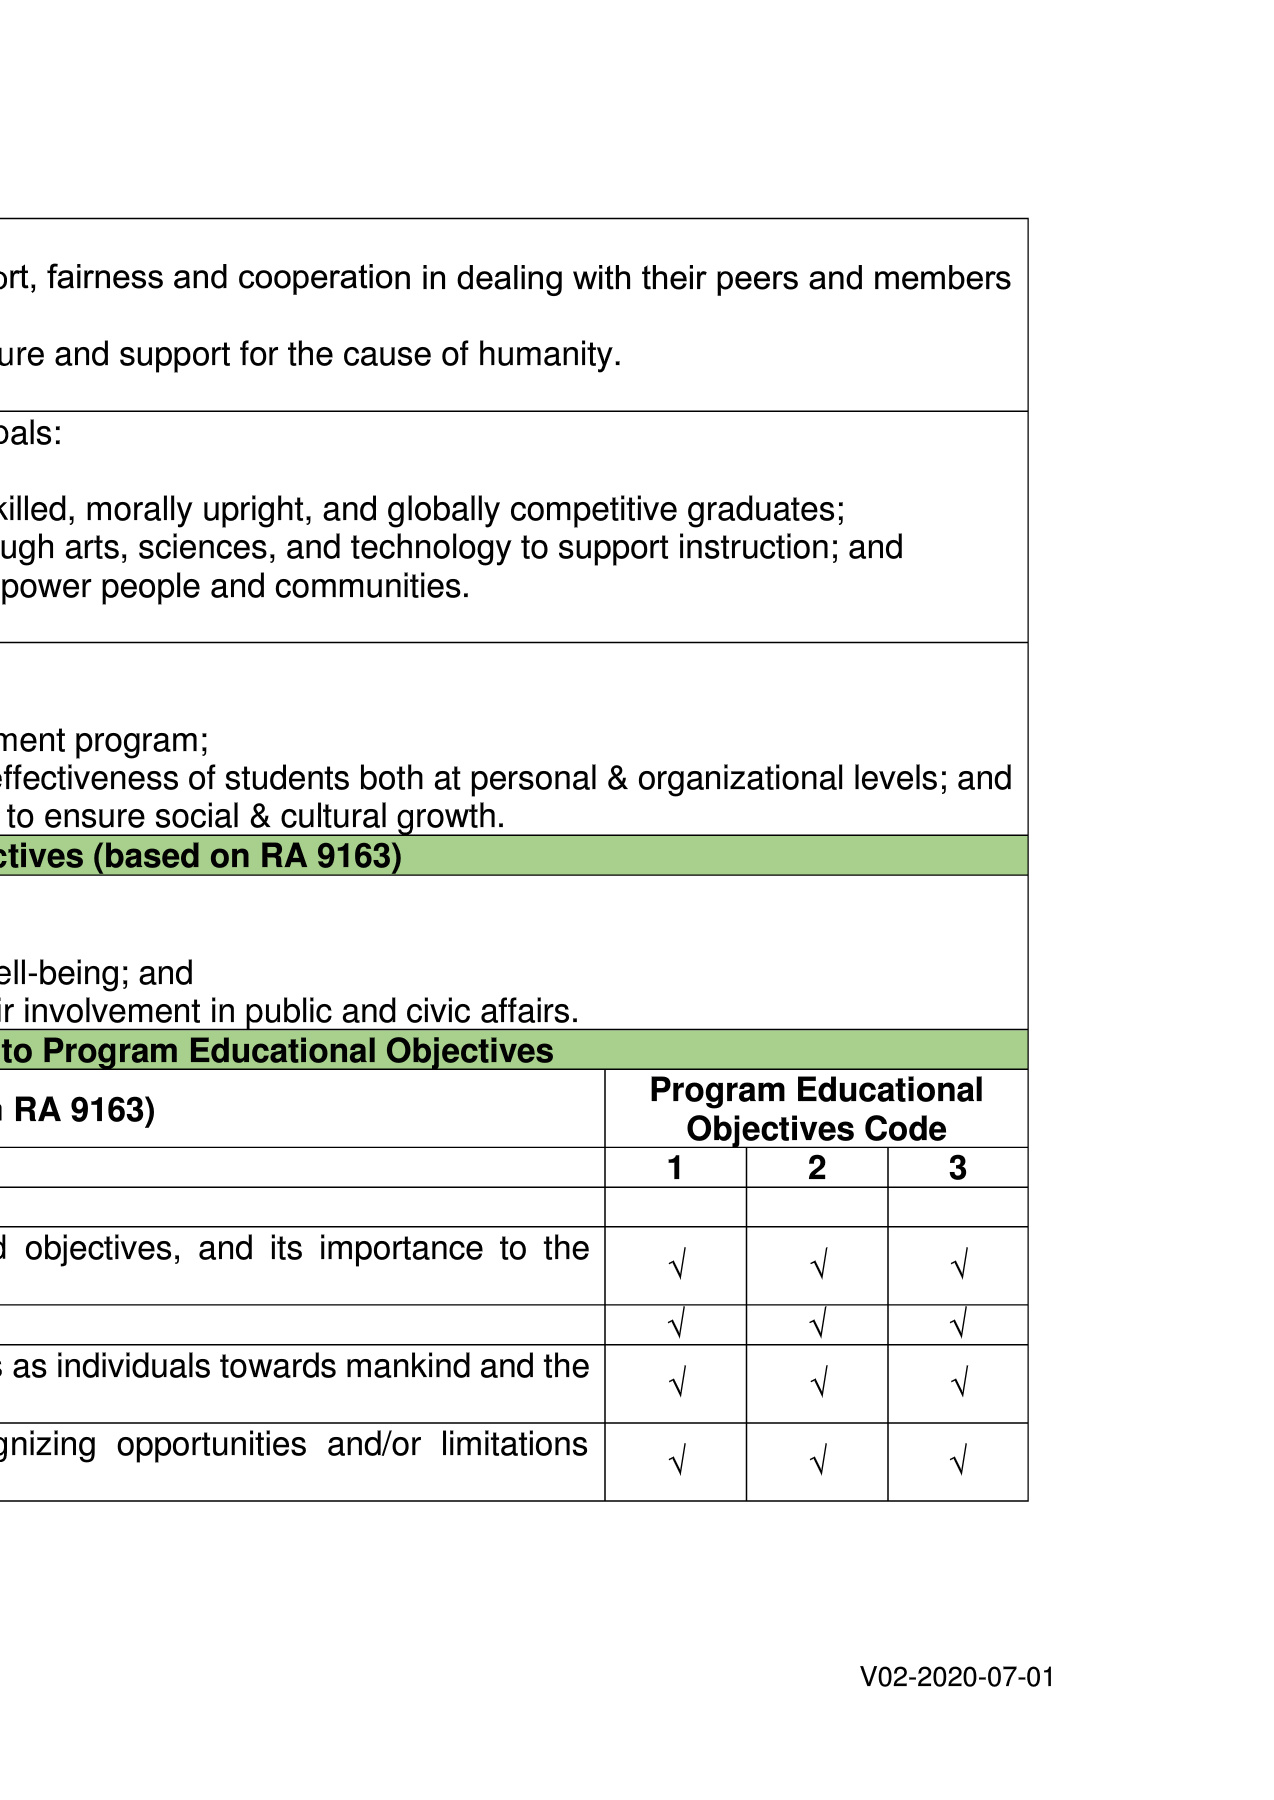 ort, fairness and cooperation in dealing with their peers and members
ure and support for the cause of humanity.
oals:
killed, morally upright, and globally competitive graduates;
ugh arts, sciences, and technology to support instruction; and
power people and communities.
ment program;
effectiveness of students both at personal & organizational levels; and
to ensure social & cultural growth.
ctives (based on RA 9163)
ell-being; and
ir involvement in public and civic affairs.
to Program Educational Objectives
n RA 9163)
Program Educational
Objectives Code
1 2 3
d objectives, and its importance to the
√ √ √
√ √ √
s as individuals towards mankind and the
√ √ √
gnizing opportunities and/or limitations
√ √ √
V02-2020-07-01